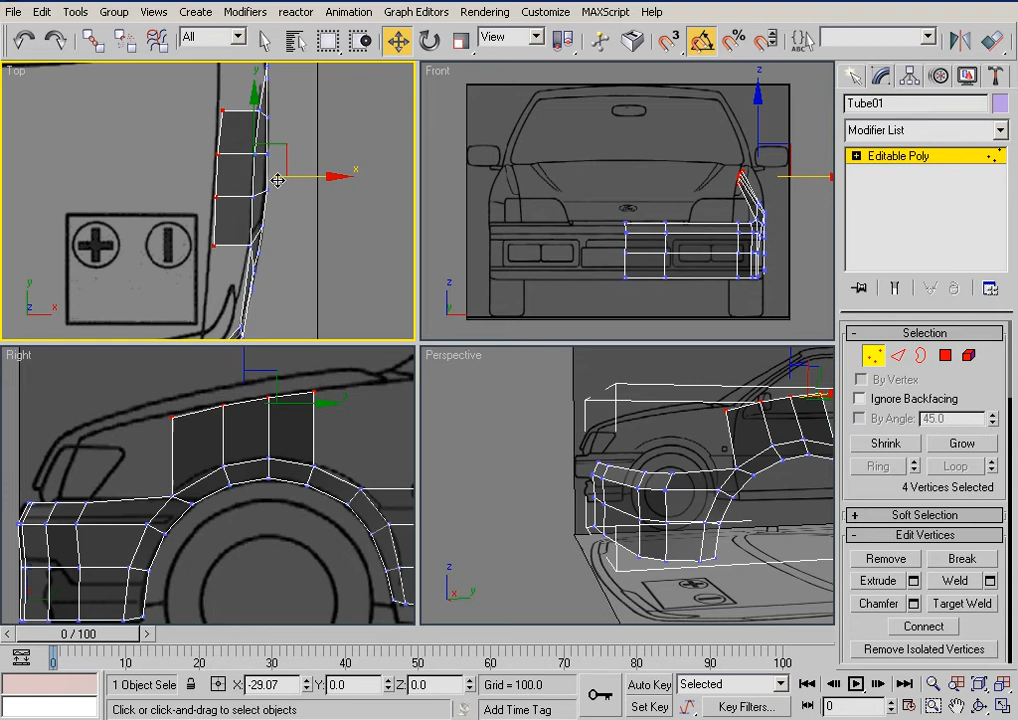 File Edit Tools Group Views Create Modifiers reactor Animation Graph Editors Rendering Customize MAXScript Help
All View 3 % ABC
Top Front
y x z
Tube01
Modifier List
Editable Poly
y z x
z x
Selection
By Vertex
Ignore Backfacing
By Angle: 45.0
Shrink Grow
Ring Loop
4 Vertices Selected
Soft Selection
Edit Vertices
Remove Break
Extrude Weld
Chamfer Target Weld
Connect
Remove Isolated Vertices
Right Perspective
y
z x y
0 / 100
0 10 20 30 40 50 60 70 80 90 100
1 Object Sele X: -29.07 Y: 0.0 Z: 0.0 Grid = 100.0 Auto Key Selected
Click or click-and-drag to select objects Add Time Tag Set Key Key Filters... 0